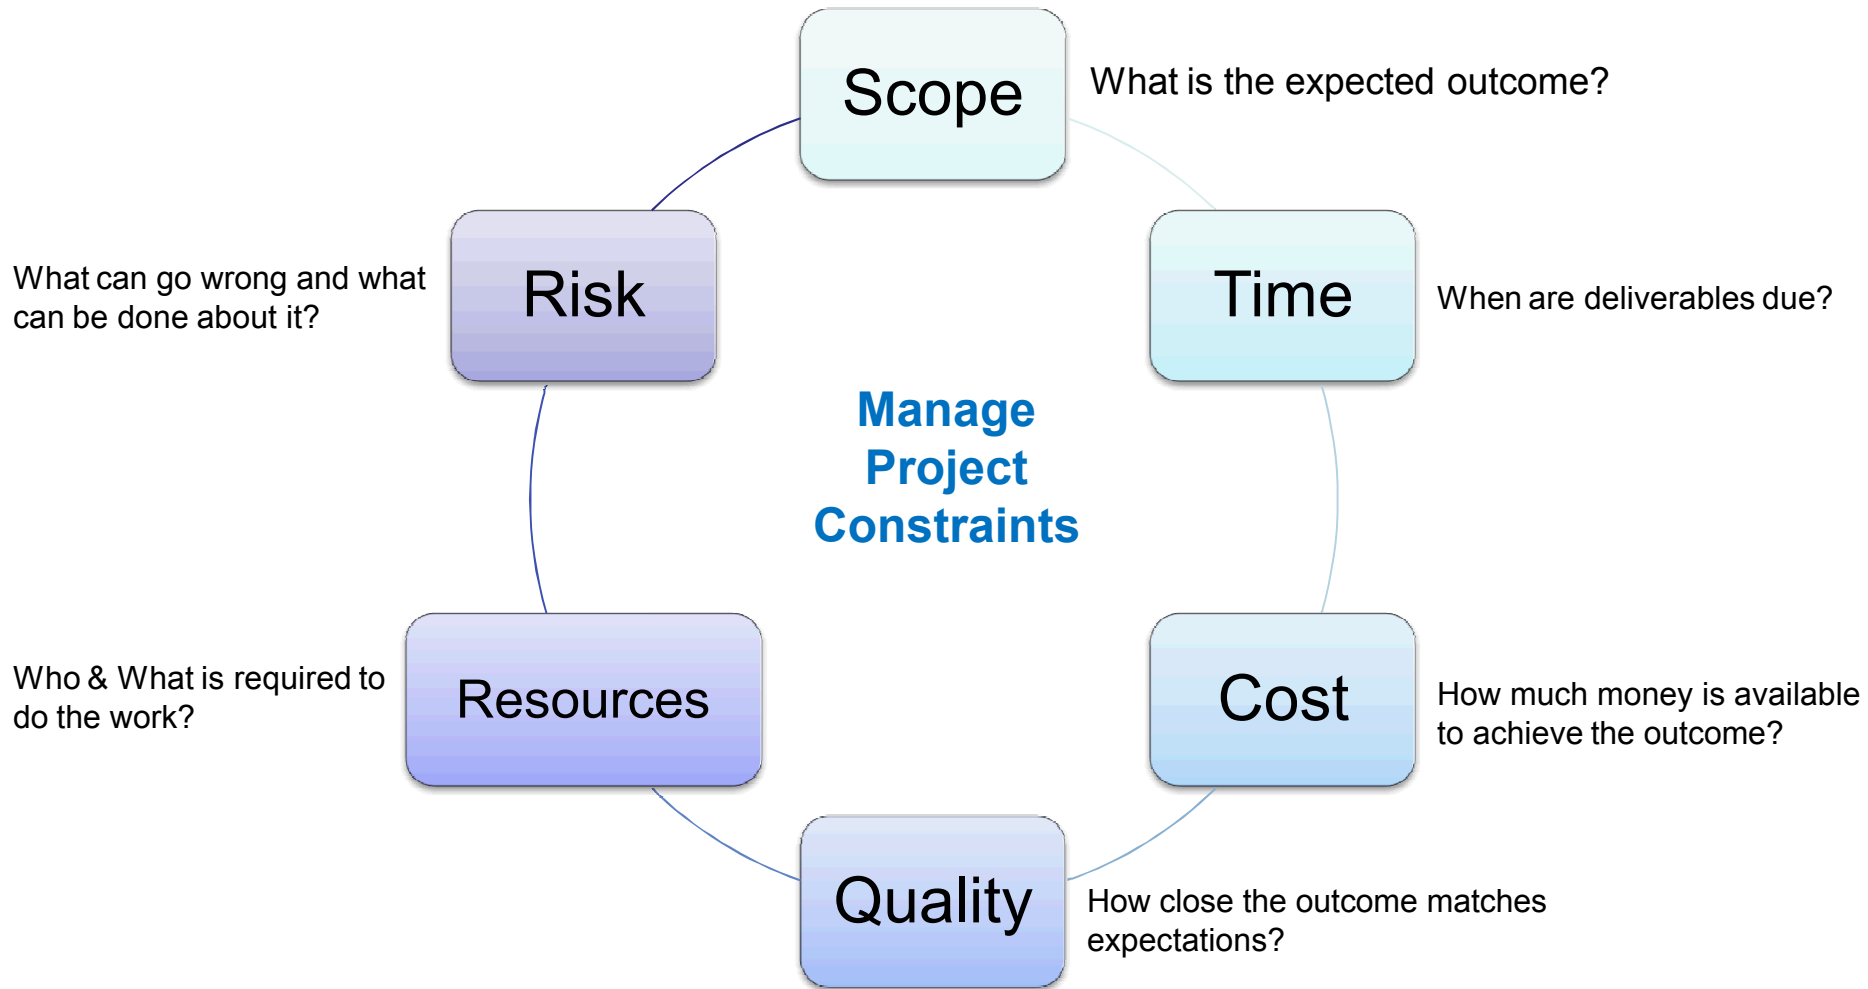 Scope
What is the expected outcome?
Time
When are deliverables due?
Cost
How much money is available
to achieve the outcome?
Quality
How close the outcome matches
expectations?
Resources
Who & What is required to
do the work?
Risk
What can go wrong and what
can be done about it?
Manage
Project
Constraints